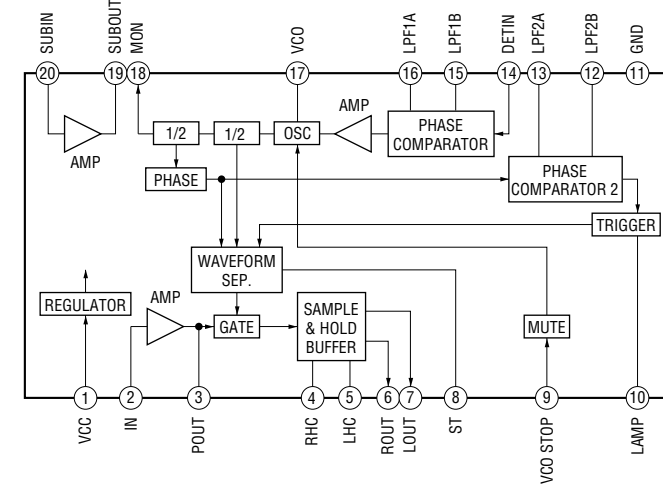 SUBIN
SUBOUT
MON
VCO
LPF1A
LPF1B
DETIN
LPF2A
LPF2B
GND
20
19
18
17
16
15
14
13
12
11
AMP
1/2
1/2
OSC
AMP
PHASE
COMPARATOR
PHASE
PHASE
COMPARATOR 2
TRIGGER
WAVEFORM
SEP.
REGULATOR
AMP
GATE
SAMPLE
& HOLD
BUFFER
MUTE
1
2
3
4
5
6
7
8
9
10
VCC
IN
POUT
RHC
LHC
ROUT
LOUT
ST
VCO STOP
LAMP